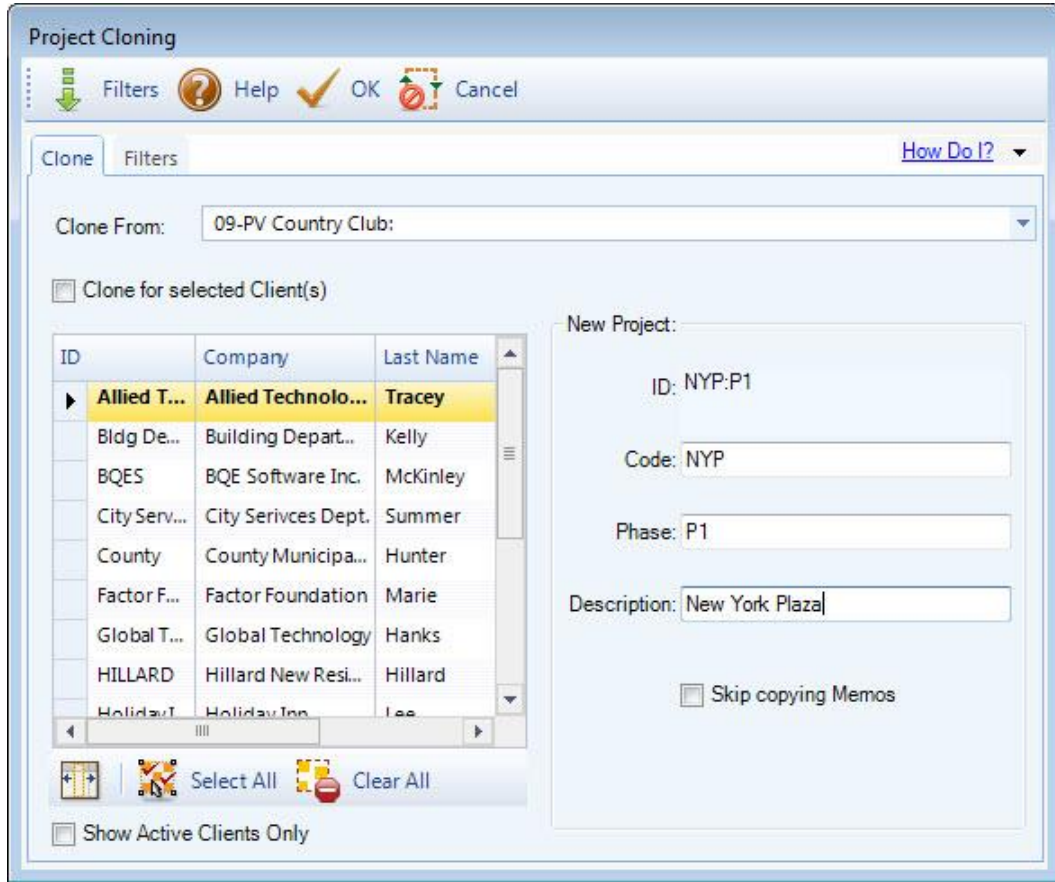 Project Cloning
Filters Help OK Cancel
Clone Filters How Do I?
Clone From: 09-PV Country Club:
Clone for selected Client(s)
New Project:
ID Company Last Name
Allied T... Allied Technolo... Tracey
Bldg De... Building Depart... Kelly
BQES BQE Software Inc. McKinley
City Serv... City Serivces Dept. Summer
County County Municipa... Hunter
Factor F... Factor Foundation Marie
Global T... Global Technology Hanks
HILLARD Hillard New Resi... Hillard
Holiday I... Holiday Inn Lee
ID: NYP:P1
Code: NYP
Phase: P1
Description: New York Plaza
Skip copying Memos
Select All Clear All
Show Active Clients Only